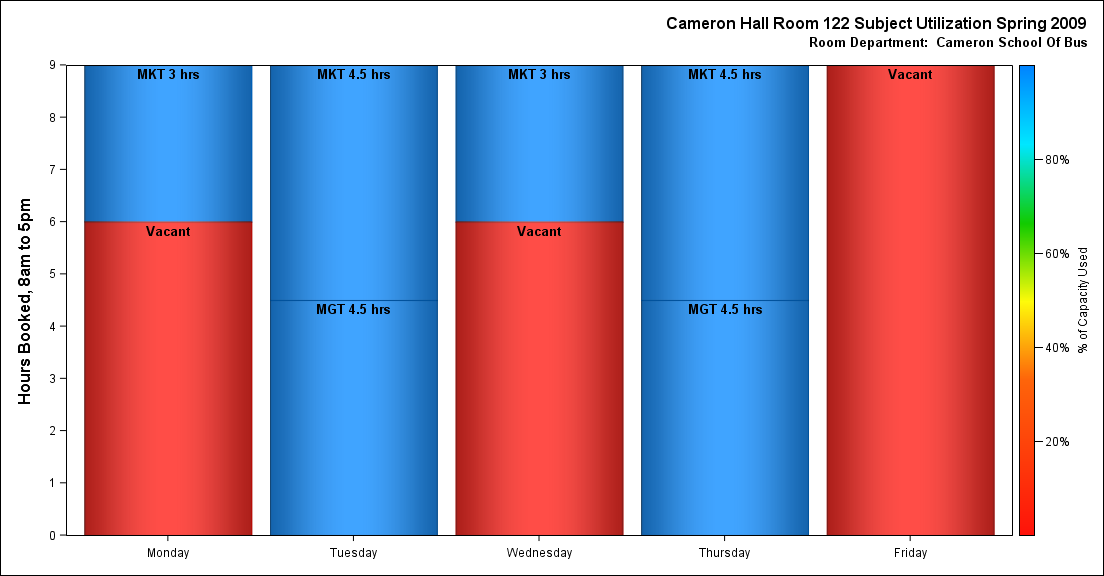 Cameron Hall Room 122 Subject Utilization Spring 2009
Room Department:  Cameron School Of Bus
Hours Booked, 8am to 5pm
9
8
7
6
5
4
3
2
1
0
MKT 3 hrs
Vacant
MKT 4.5 hrs
MGT 4.5 hrs
MKT 3 hrs
Vacant
MKT 4.5 hrs
MGT 4.5 hrs
Vacant
Monday
Tuesday
Wednesday
Thursday
Friday
80%
60%
40%
20%
% of Capacity Used